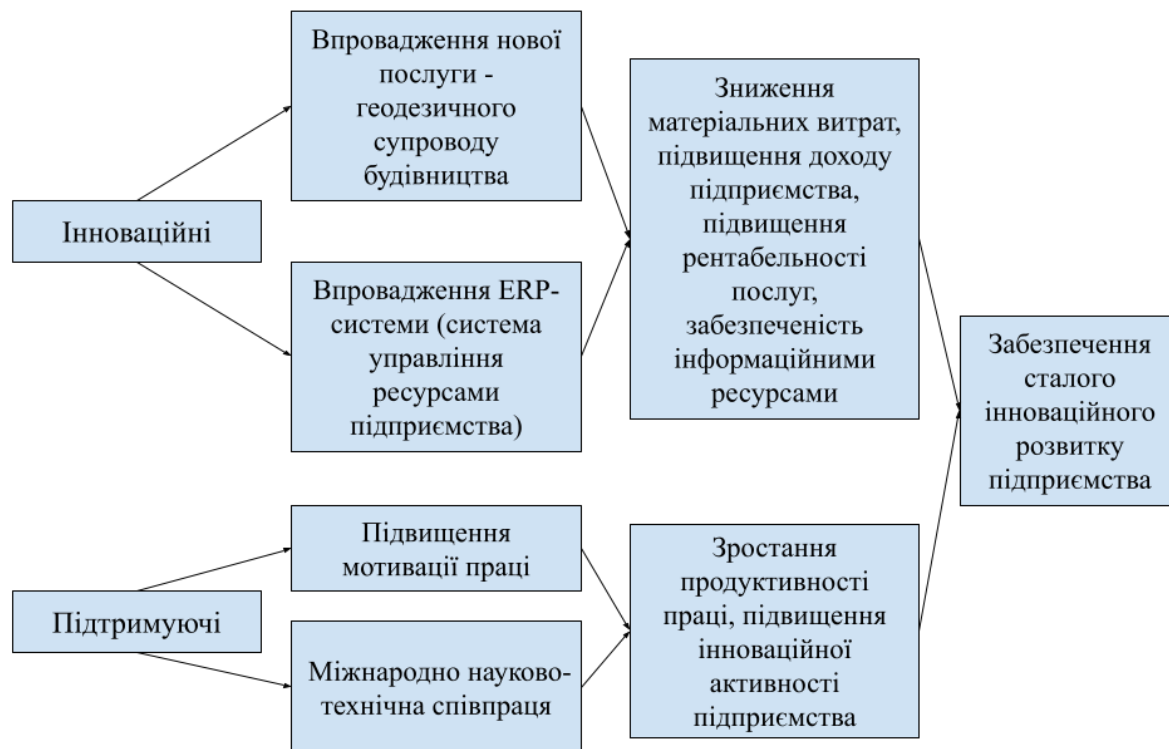 Інноваційні
Впровадження нової
послуги -
геодезичного
супроводу
будівництва
Впровадження ERP-
системи (система
управління
ресурсами
підприємства)
Зниження
матеріальних витрат,
підвищення доходу
підприємства,
підвищення
рентабельності
послуг,
забезпеченість
інформаційними
ресурсами
Підтримуючі
Підвищення
мотивації праці
Міжнародно науково-
технічна співпраця
Зростання
продуктивності
праці, підвищення
інноваційної
активності
підприємства
Забезпечення
сталого
інноваційного
розвитку
підприємства